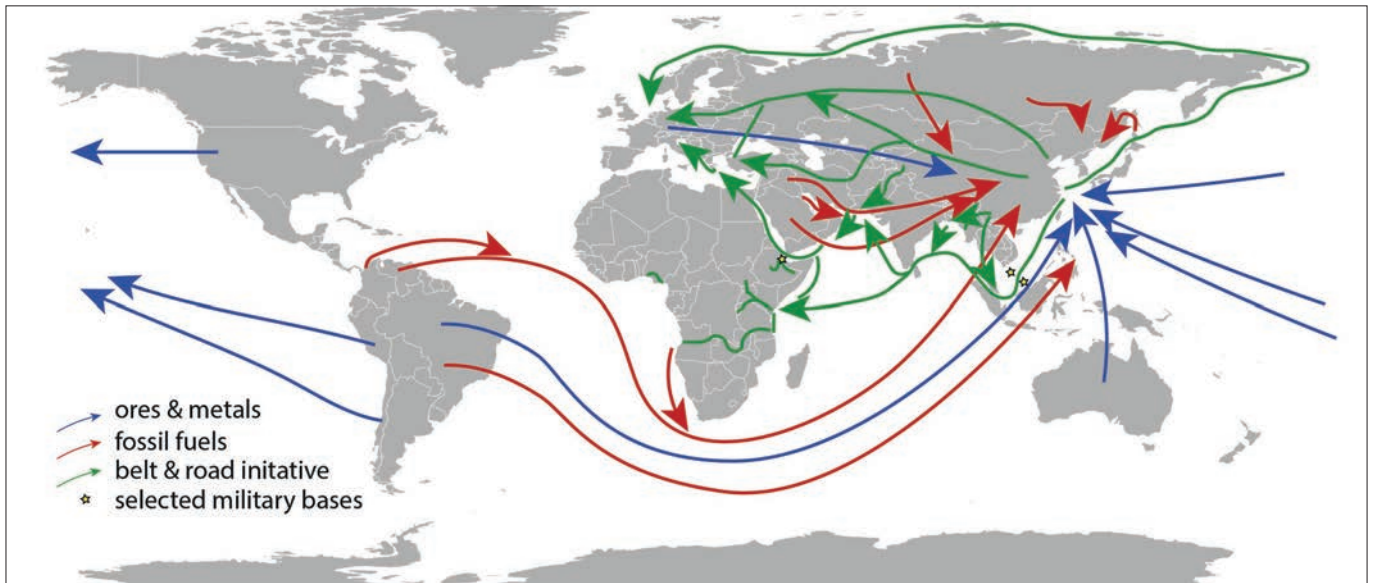 ores & metals
fossil fuels
belt & road initative
selected military bases